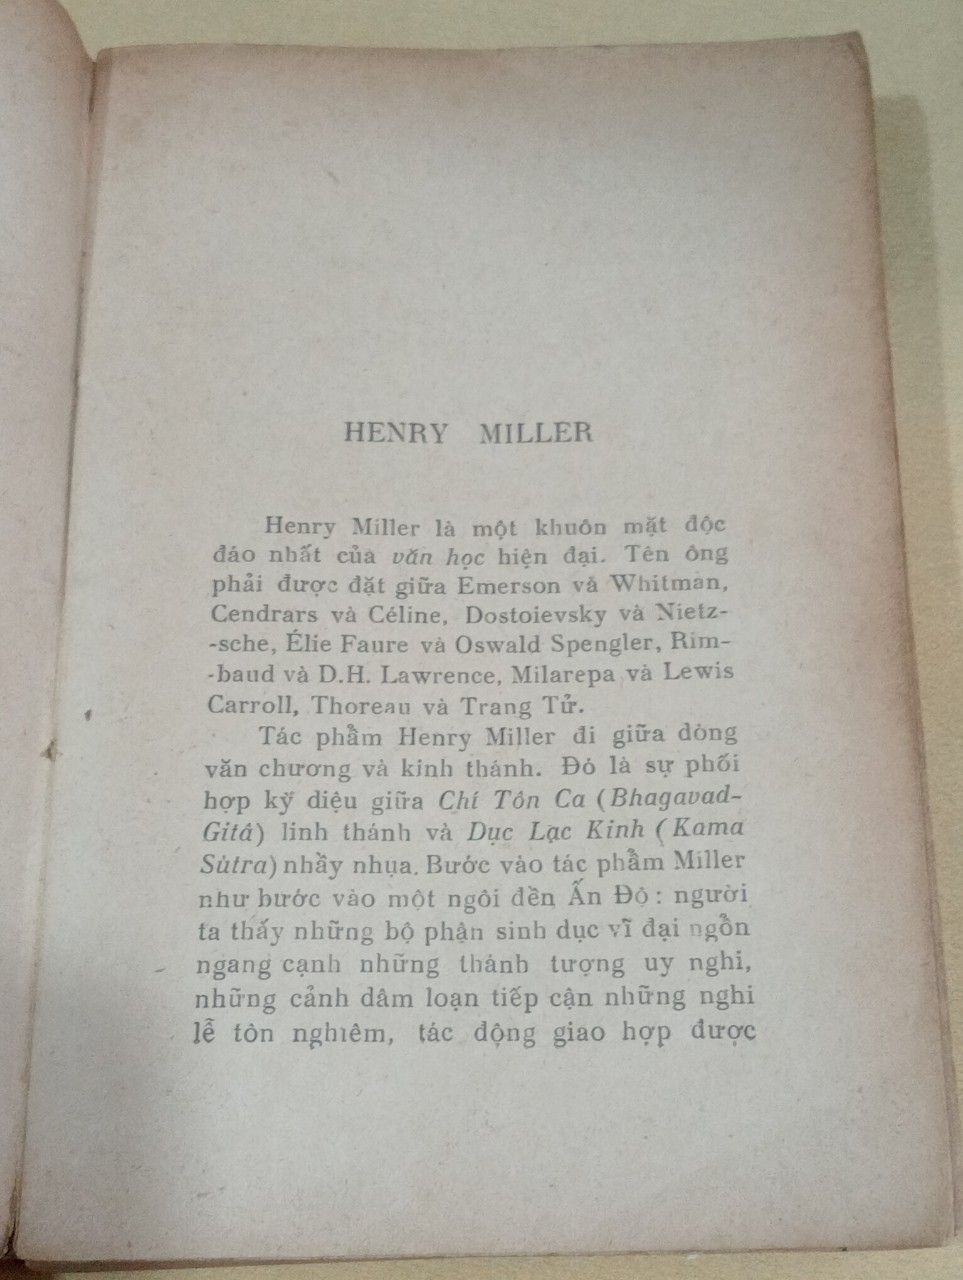 HENRY MILLER
Henry Miller là một khuôn mặt độc
đáo nhất của văn học hiện đại. Tên ông
phải được đặt giữa Emerson và Whitman,
Cendrars và Céline, Dostoievsky và Nietz-
-sche, Élie Faure và Oswald Spengler, Rim-
-baud và D.H. Lawrence, Milarepa và Lewis
Carroll, Thoreau và Trang Tử.
Tác phẩm Henry Miller đi giữa dòng
văn chương và kinh thánh. Đó là sự phối
hợp kỹ diệu giữa Chí Tôn Ca (Bhagavad-
Gitá) linh thánh và Dục Lạc Kinh (Kama
Sútra) nhầy nhụa. Bước vào tác phẩm Miller
như bước vào một ngôi đền Ấn Độ : người
ta thấy những bộ phận sinh dục vĩ đại ngổn
ngang cạnh những thánh tượng uy nghi,
những cảnh dâm loạn tiếp cận những nghi
lễ tôn nghiêm, tác động giao hợp được